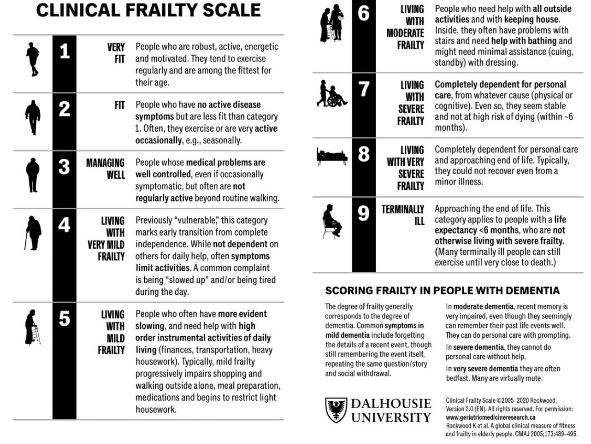 CLINICAL FRAILTY SCALE
1
VERY
FIT
People who are robust, active, energetic
and motivated. They tend to exercise
regularly and are among the fittest for
their age.
2
FIT
People who have no active disease
symptoms but are less fit than category
1. Often, they exercise or are very active
occasionally, e.g., seasonally.
3
MANAGING
WELL
People whose medical problems are
well controlled, even if occasionally
symptomatic, but often are not
regularly active beyond routine walking.
4
LIVING
WITH
VERY MILD
FRAILTY
Previously “vulnerable,” this category
marks early transition from complete
independence. While not dependent on
others for daily help, often symptoms
limit activities. A common complaint
is being “slowed up” and/or being tired
during the day.
5
LIVING
WITH
MILD
FRAILTY
People who often have more evident
slowing, and need help with high
order instrumental activities of daily
living (finances, transportation, heavy
housework). Typically, mild frailty
progressively impairs shopping and
walking outside alone, meal preparation,
medications and begins to restrict light
housework.
6
LIVING
WITH
MODERATE
FRAILTY
People who need help with all outside
activities and with keeping house.
Inside, they often have problems with
stairs and need help with bathing and
might need minimal assistance (cuing,
standby) with dressing.
7
LIVING
WITH
SEVERE
FRAILTY
Completely dependent for personal
care, from whatever cause (physical or
cognitive). Even so, they seem stable
and not at high risk of dying (within ~6
months).
8
LIVING
WITH VERY
SEVERE
FRAILTY
Completely dependent for personal care
and approaching end of life. Typically,
they could not recover even from a
minor illness.
9
TERMINALLY
ILL
Approaching the end of life. This
category applies to people with a life
expectancy <6 months, who are not
otherwise living with severe frailty.
(Many terminally ill people can still
exercise until very close to death.)
SCORING FRAILTY IN PEOPLE WITH DEMENTIA
The degree of frailty generally
corresponds to the degree of
dementia. Common symptoms in
mild dementia include forgetting
the details of a recent event, though
still remembering the event itself,
repeating the same question/story
and social withdrawal.
In moderate dementia, recent memory is
very impaired, even though they seemingly
can remember their past life events well.
They can do personal care with prompting.
In severe dementia, they cannot do
personal care without help.
In very severe dementia they are often
bedfast. Many are virtually mute.
DALHOUSIE
UNIVERSITY
Clinical Frailty Scale ©2005-2020 Rockwood,
Version 2.0 (EN). All rights reserved. For permission:
www.geriatricmedicineresearch.ca
Rockwood K et al. A global clinical measure of fitness
and frailty in elderly people. CMAJ 2005;173:489–495.